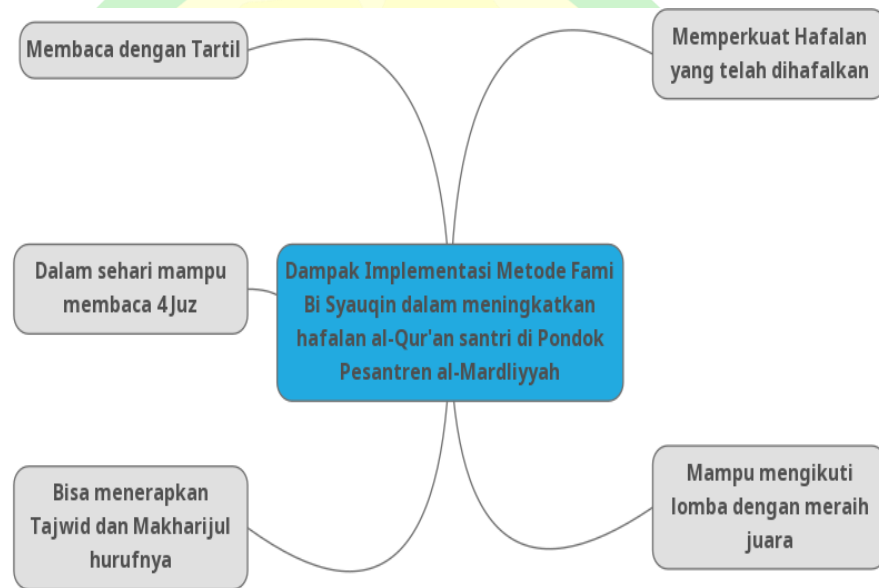 Membaca dengan Tartil
Memperkuat Hafalan
yang telah dihafalkan
Dalam sehari mampu
membaca 4 Juz
Dampak Implementasi Metode Fami
Bi Syauqin dalam meningkatkan
hafalan al-Qur'an santri di Pondok
Pesantren al-Mardliyyah
Bisa menerapkan
Tajwid dan Makharijul
hurufnya
Mampu mengikuti
lomba dengan meraih
juara